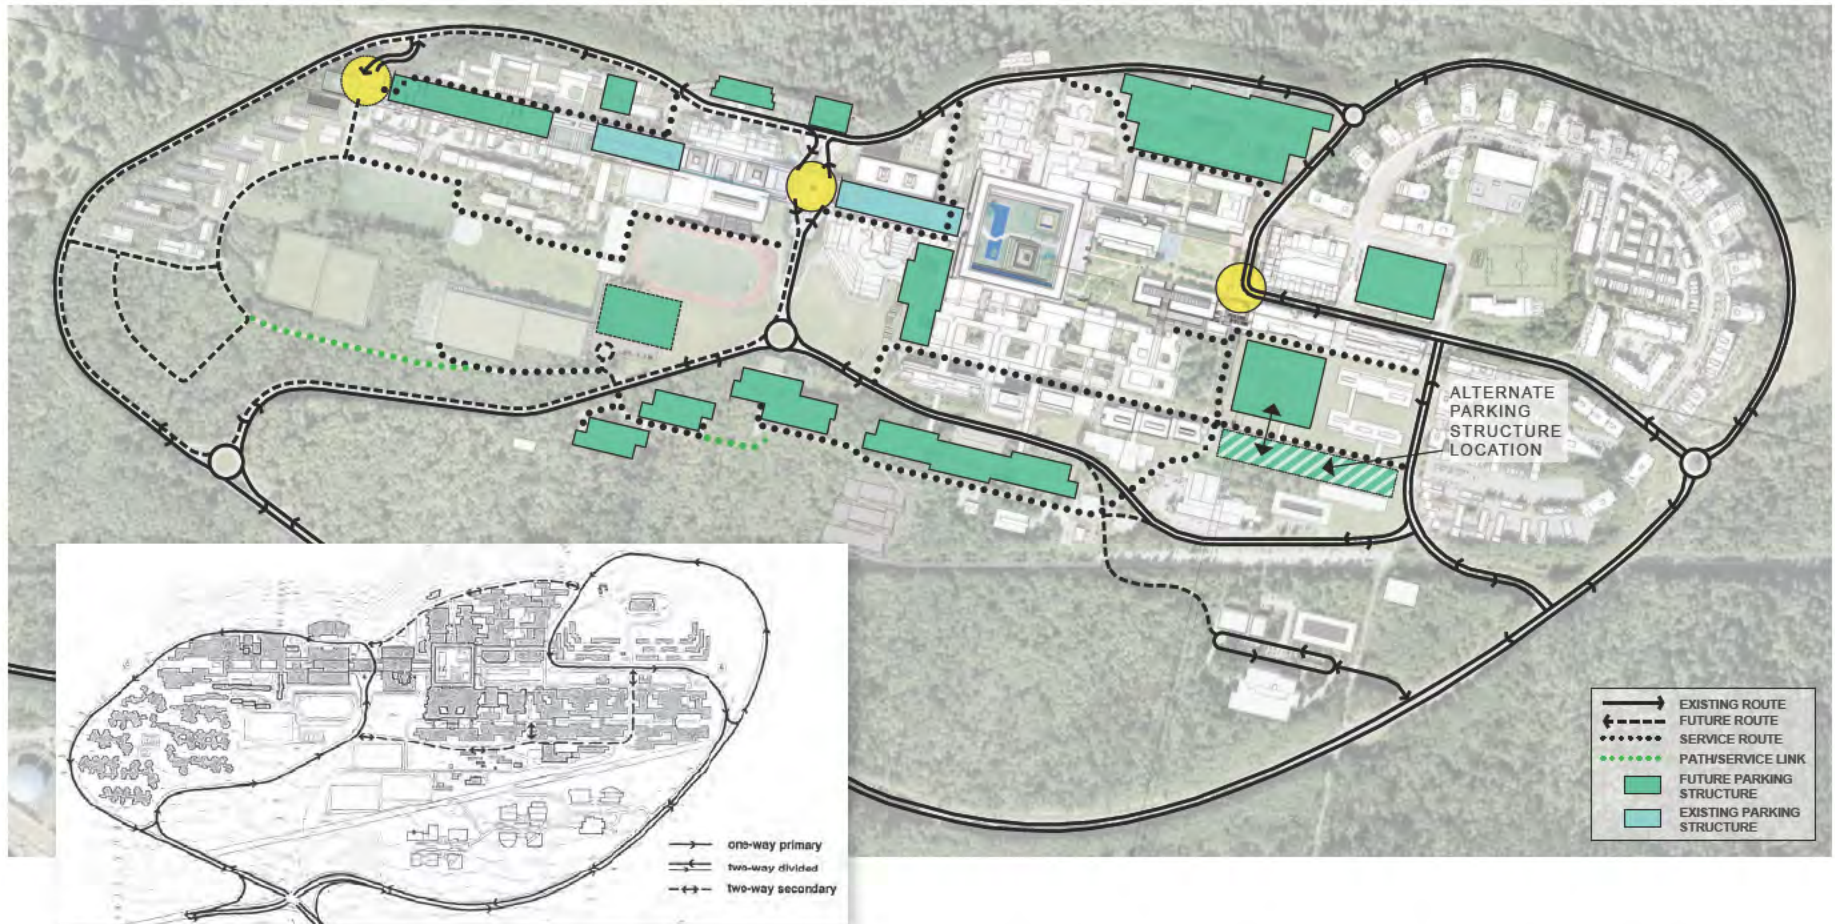 ALTERNATE
PARKING
STRUCTURE
LOCATION
EXISTING ROUTE
FUTURE ROUTE
SERVICE ROUTE
PATH/SERVICE LINK
FUTURE PARKING
STRUCTURE
EXISTING PARKING
STRUCTURE
one-way primary
two-way divided
two-way secondary